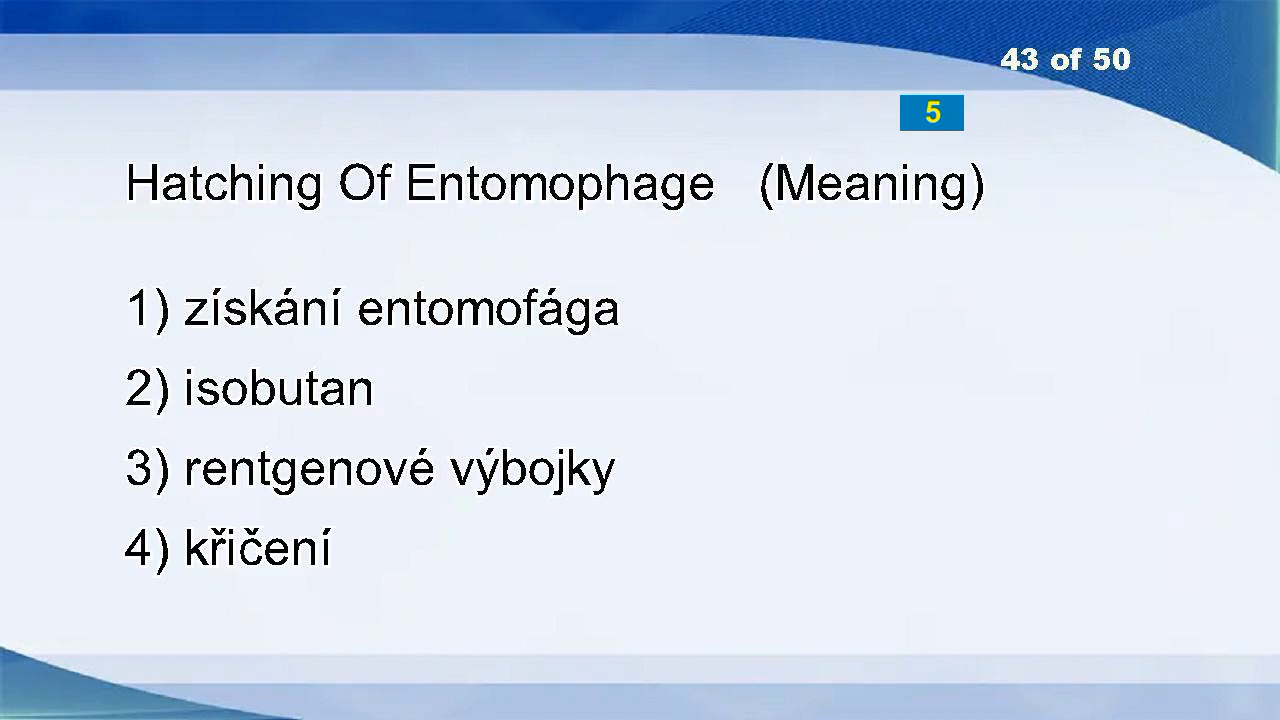 43 of 50
5
Hatching Of Entomophage (Meaning)
1) získání entomofága
2) isobutan
3) rentgenové výbojky
4) křičení